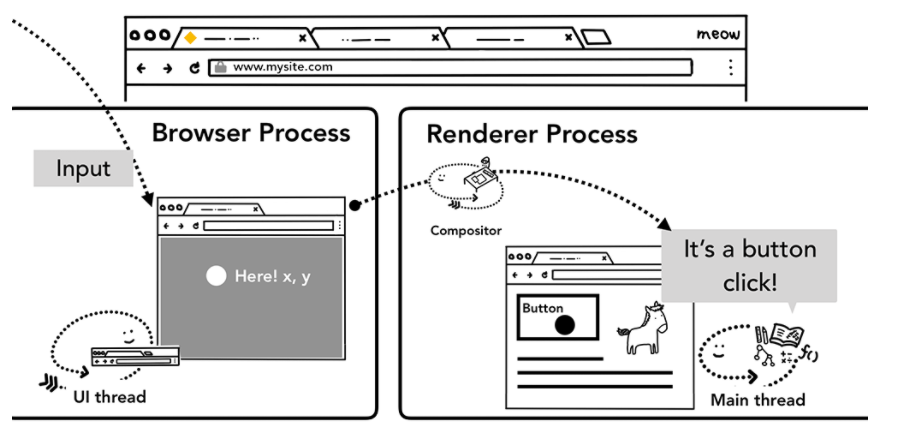 meow
www.mysite.com
Browser Process
Renderer Process
Input
Here! x, y
UI thread
Compositor
It's a button
click!
Button
Main thread
f()